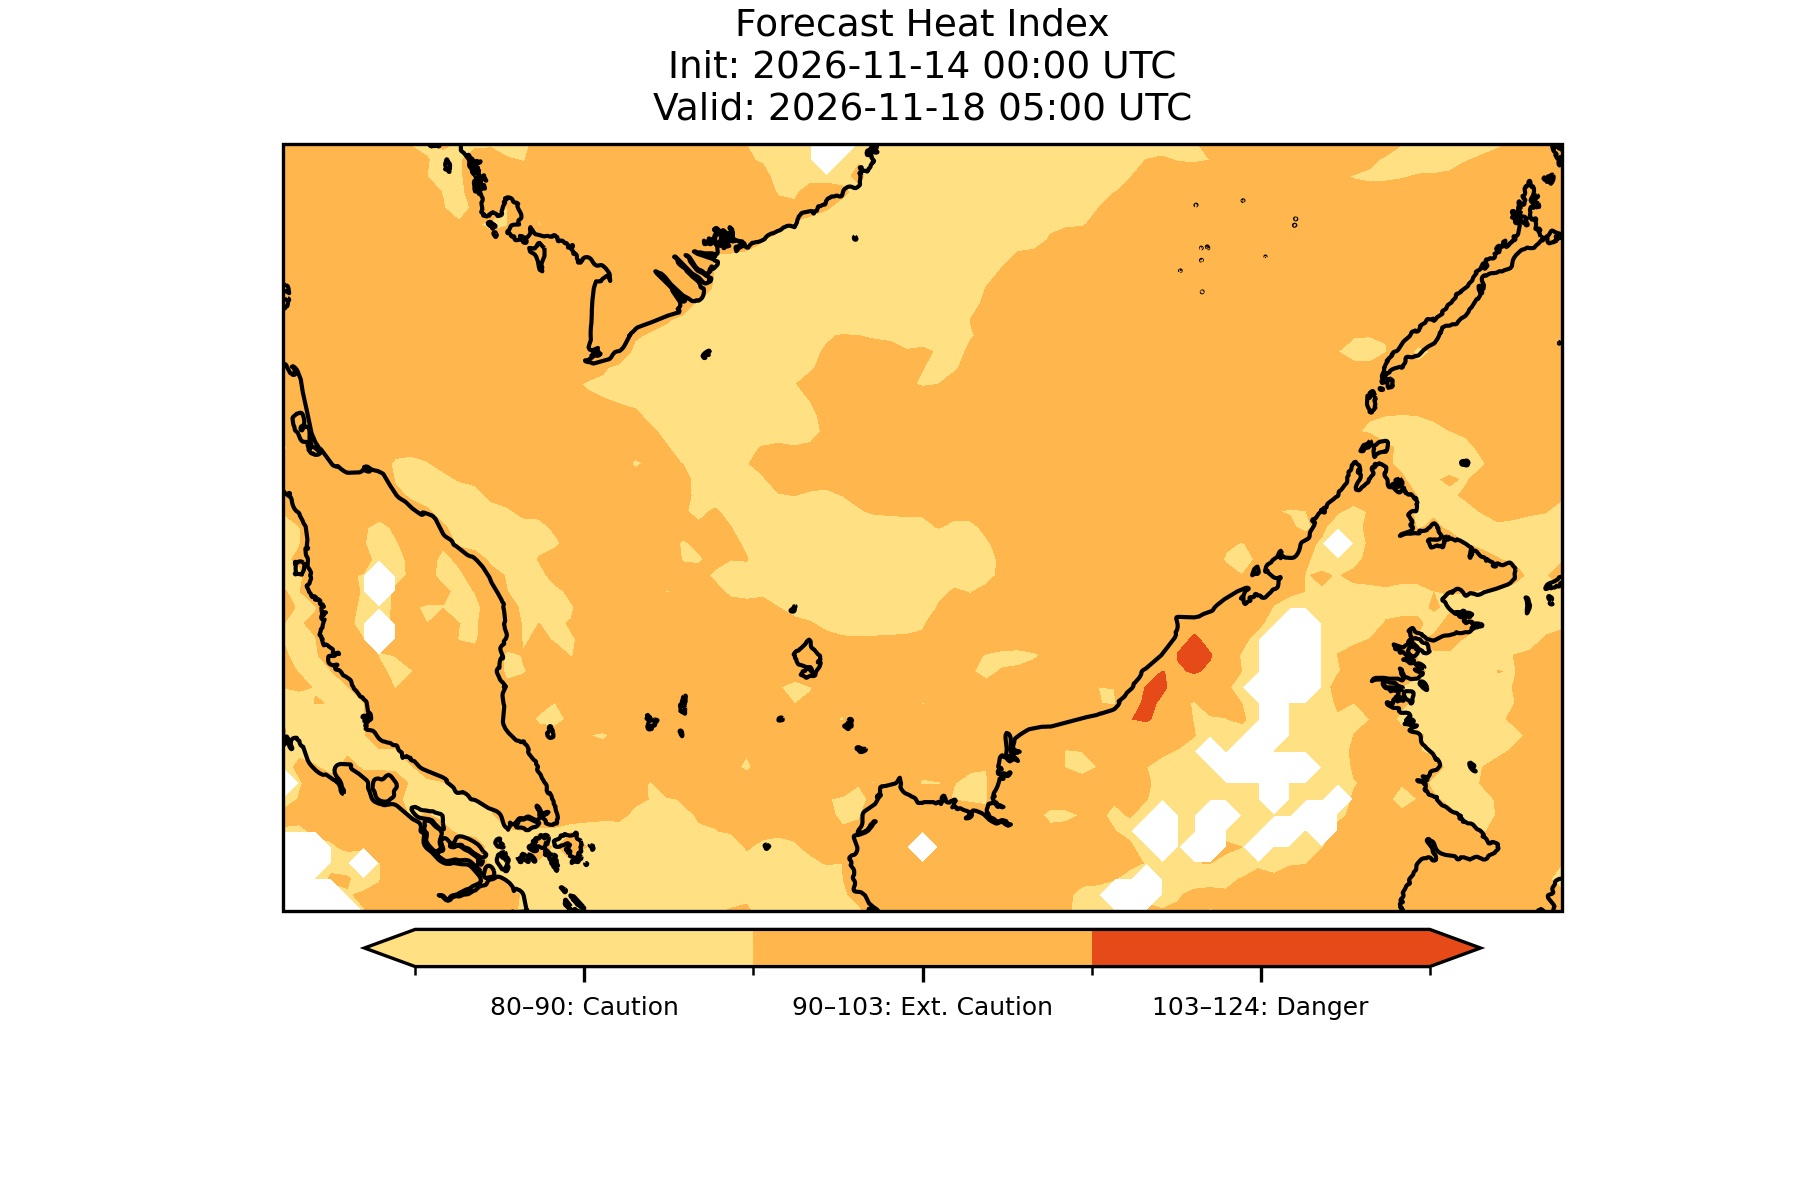 Forecast Heat Index
Init: 2026-11-14 00:00 UTC
Valid: 2026-11-18 05:00 UTC
80–90: Caution
90–103: Ext. Caution
103–124: Danger